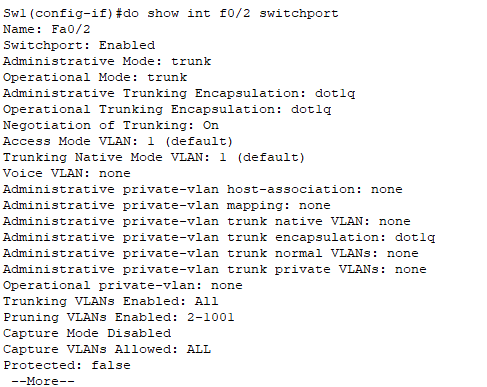 Sw1(config-if)#do show int f0/2 switchport
Name: Fa0/2
Switchport: Enabled
Administrative Mode: trunk
Operational Mode: trunk
Administrative Trunking Encapsulation: dot1q
Operational Trunking Encapsulation: dot1q
Negotiation of Trunking: On
Access Mode VLAN: 1 (default)
Trunking Native Mode VLAN: 1 (default)
Voice VLAN: none
Administrative private-vlan host-association: none
Administrative private-vlan mapping: none
Administrative private-vlan trunk native VLAN: none
Administrative private-vlan trunk encapsulation: dot1q
Administrative private-vlan trunk normal VLANs: none
Administrative private-vlan trunk private VLANs: none
Operational private-vlan: none
Trunking VLANs Enabled: All
Pruning VLANs Enabled: 2-1001
Capture Mode Disabled
Capture VLANs Allowed: ALL
Protected: false
--More--